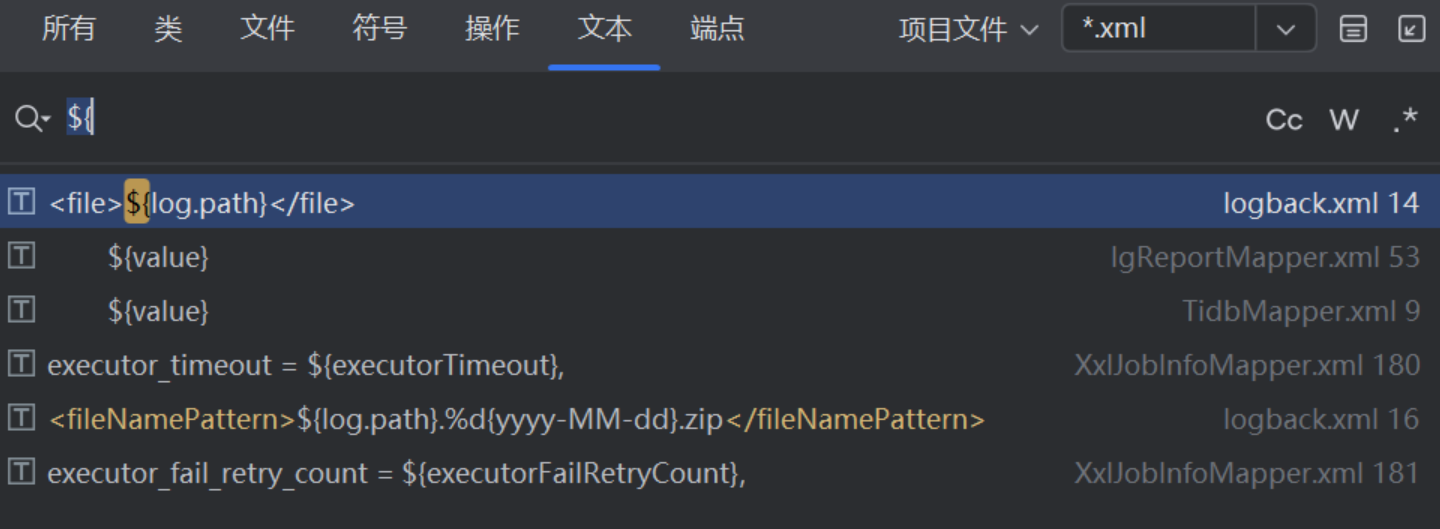 所有 类 文件 符号 操作 文本 端点 项目文件 *.xml
${ Cc W .*
<file>${log.path}</file> logback.xml 14
${value} IgReportMapper.xml 53
${value} TidbMapper.xml 9
executor_timeout = ${executorTimeout}, XxlJobInfoMapper.xml 180
<fileNamePattern>${log.path}.%d{yyyy-MM-dd}.zip</fileNamePattern> logback.xml 16
executor_fail_retry_count = ${executorFailRetryCount}, XxlJobInfoMapper.xml 181